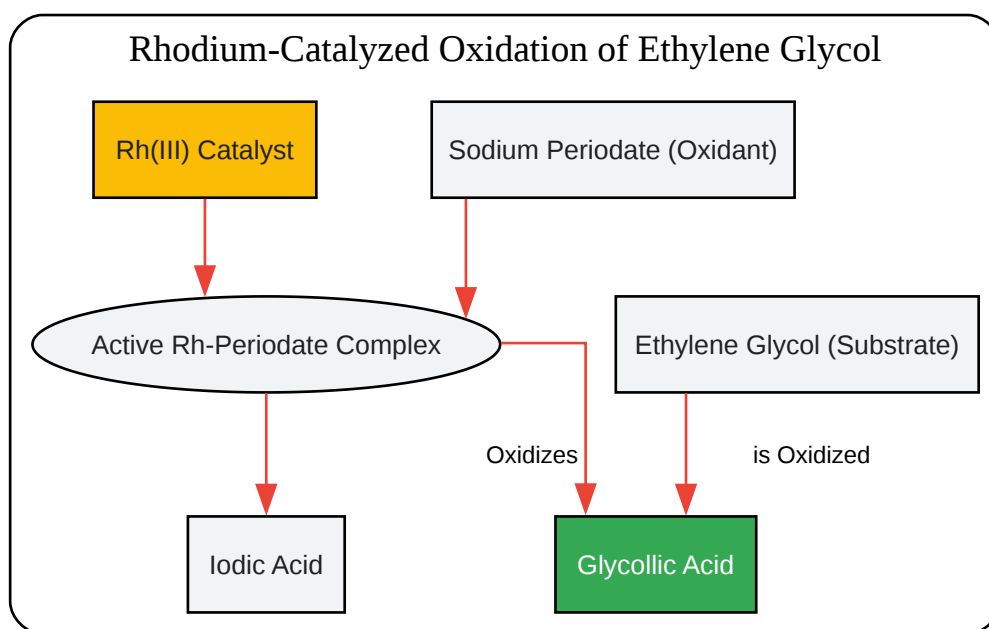 Rhodium-Catalyzed Oxidation of Ethylene Glycol
Rh(III) Catalyst
Sodium Periodate (Oxidant)
Active Rh-Periodate Complex
Ethylene Glycol (Substrate)
Oxidizes
is Oxidized
Iodic Acid
Glycollic Acid